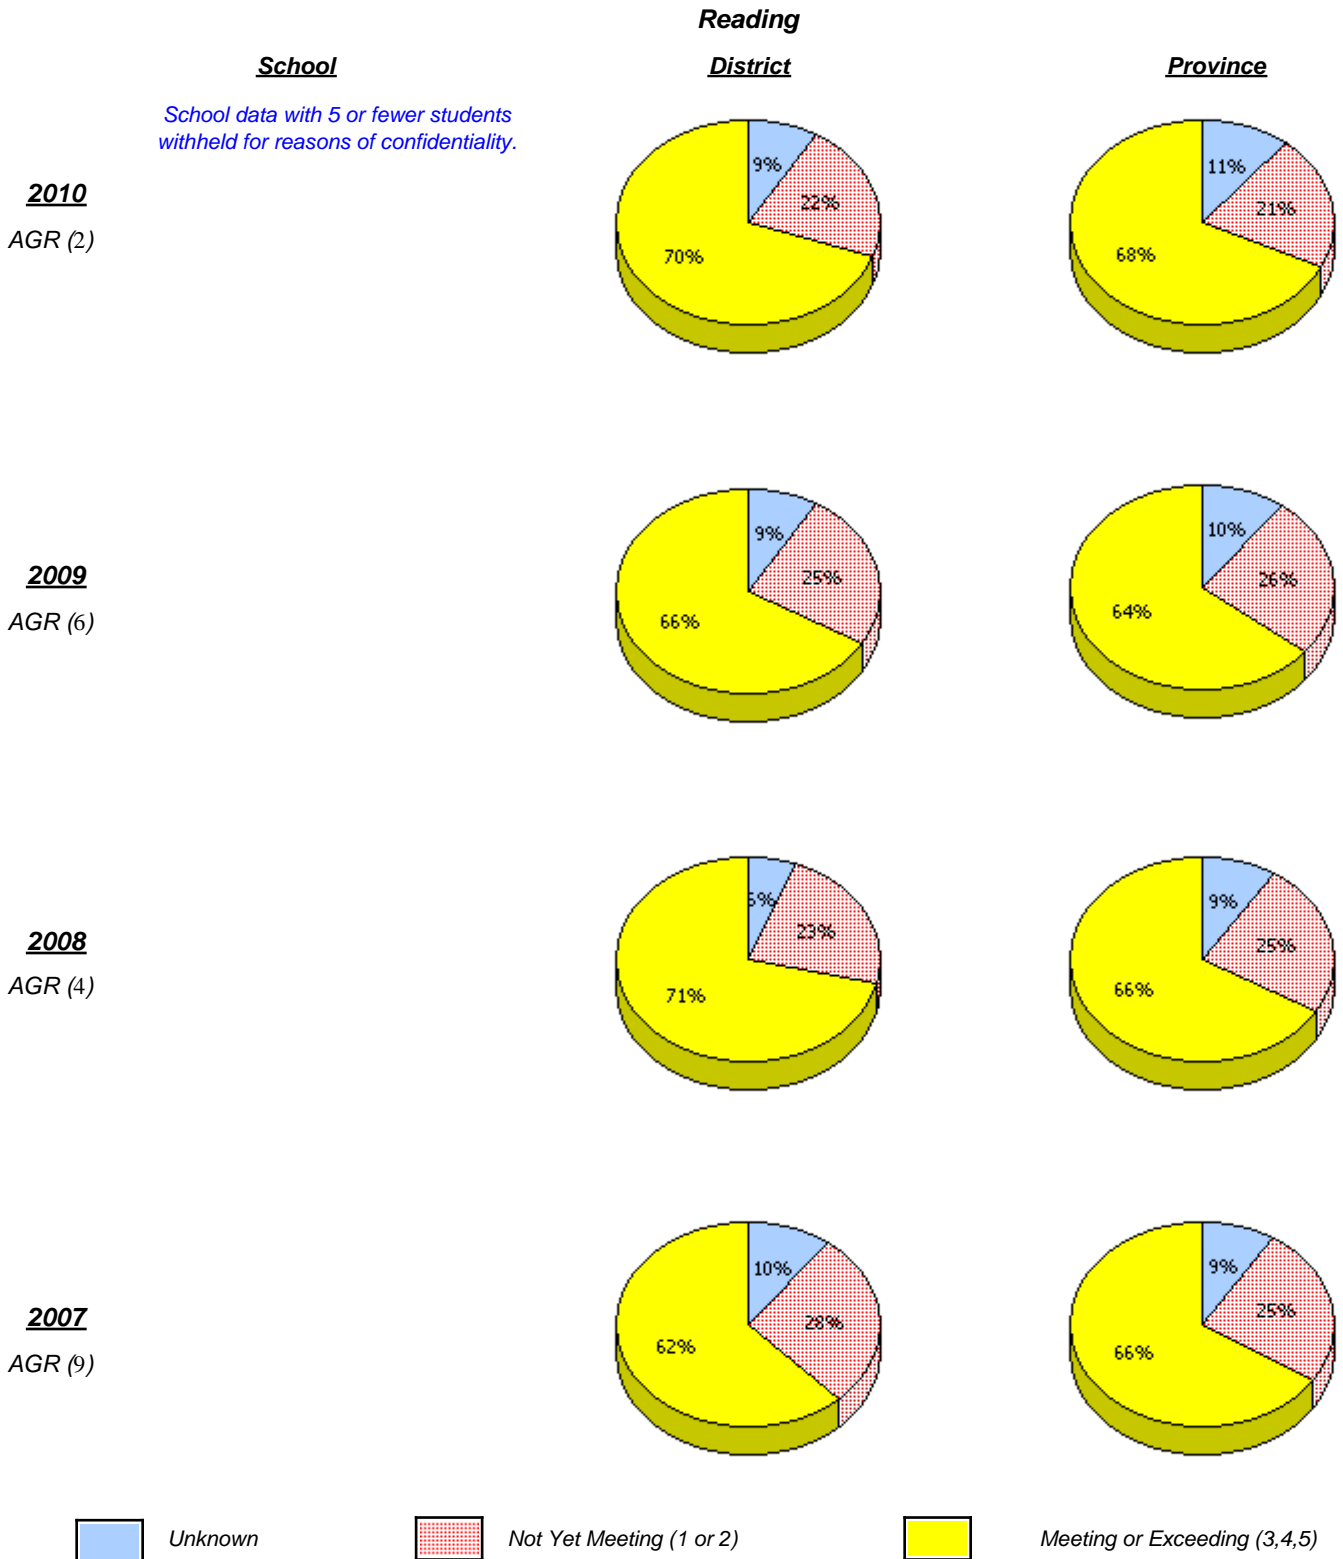 Reading
School
District
Province
School data with 5 or fewer students
withheld for reasons of confidentiality.
2010
AGR (2)
9%
22%
70%
11%
21%
68%
2009
AGR (6)
9%
25%
66%
10%
26%
64%
2008
AGR (4)
23%
71%
9%
25%
66%
2007
AGR (9)
10%
28%
62%
9%
25%
66%
Unknown
Not Yet Meeting (1 or 2)
Meeting or Exceeding (3,4,5)